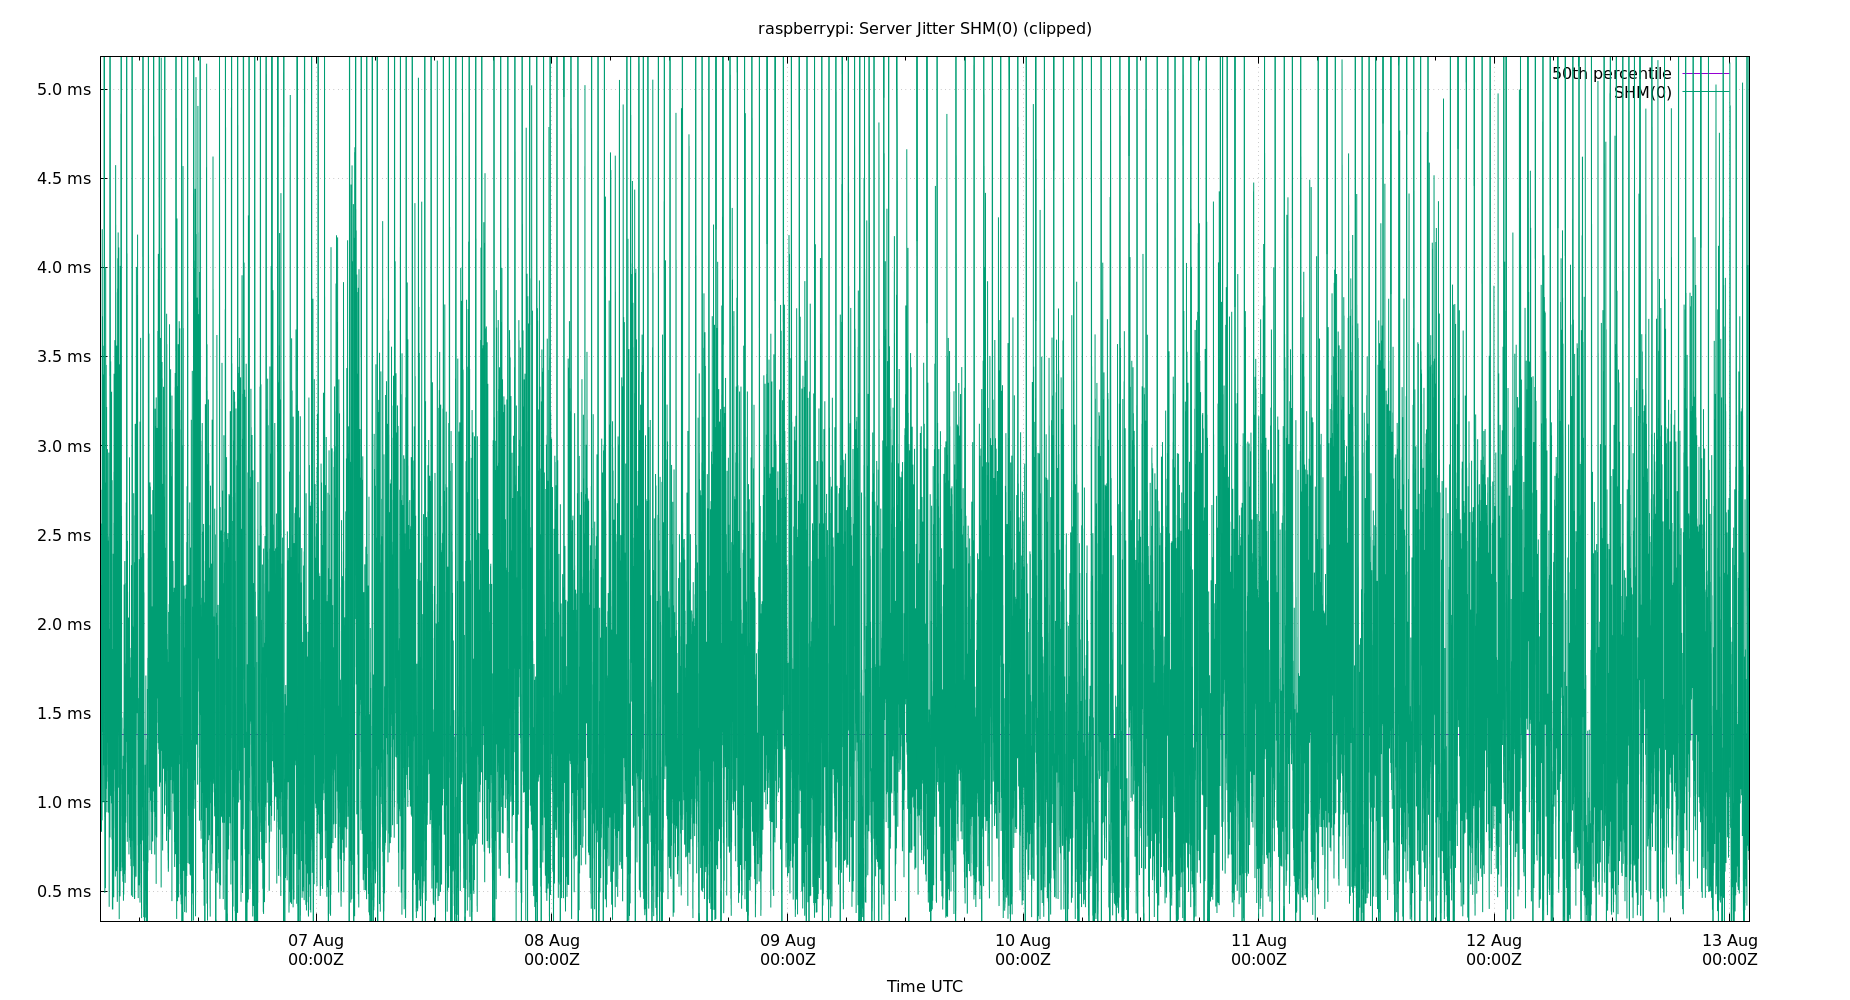 raspberrypi: Server Jitter SHM(0) (clipped)
50th percentile
SHM(0)
5.0 ms
4.5 ms
4.0 ms
3.5 ms
3.0 ms
2.5 ms
2.0 ms
1.5 ms
1.0 ms
0.5 ms
07 Aug 08 Aug 09 Aug 10 Aug 11 Aug 12 Aug 13 Aug
00:00Z 00:00Z 00:00Z 00:00Z 00:00Z 00:00Z 00:00Z
Time UTC